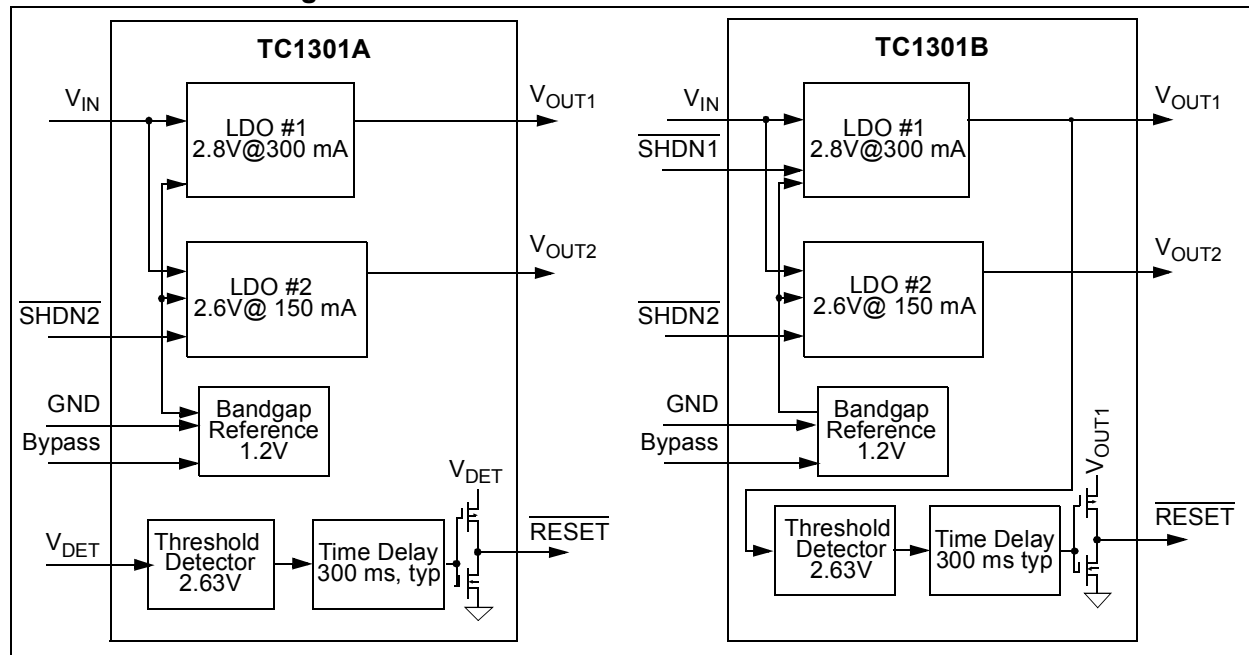 TC1301A
V_IN
LDO #1
2.8V@300 mA
V_OUT1
LDO #2
2.6V@ 150 mA
V_OUT2
SHDN2
GND
Bypass
Bandgap
Reference
1.2V
V_DET
V_DET
Threshold
Detector
2.63V
Time Delay
300 ms, typ
RESET
TC1301B
V_IN
SHDN1
LDO #1
2.8V@300 mA
V_OUT1
LDO #2
2.6V@ 150 mA
V_OUT2
SHDN2
GND
Bypass
Bandgap
Reference
1.2V
V_OUT1
Threshold
Detector
2.63V
Time Delay
300 ms typ
RESET